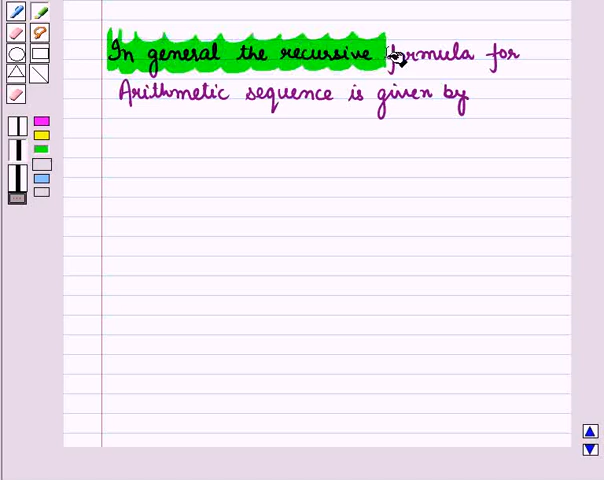 In general the recursive formula for
Arithmetic sequence is given by